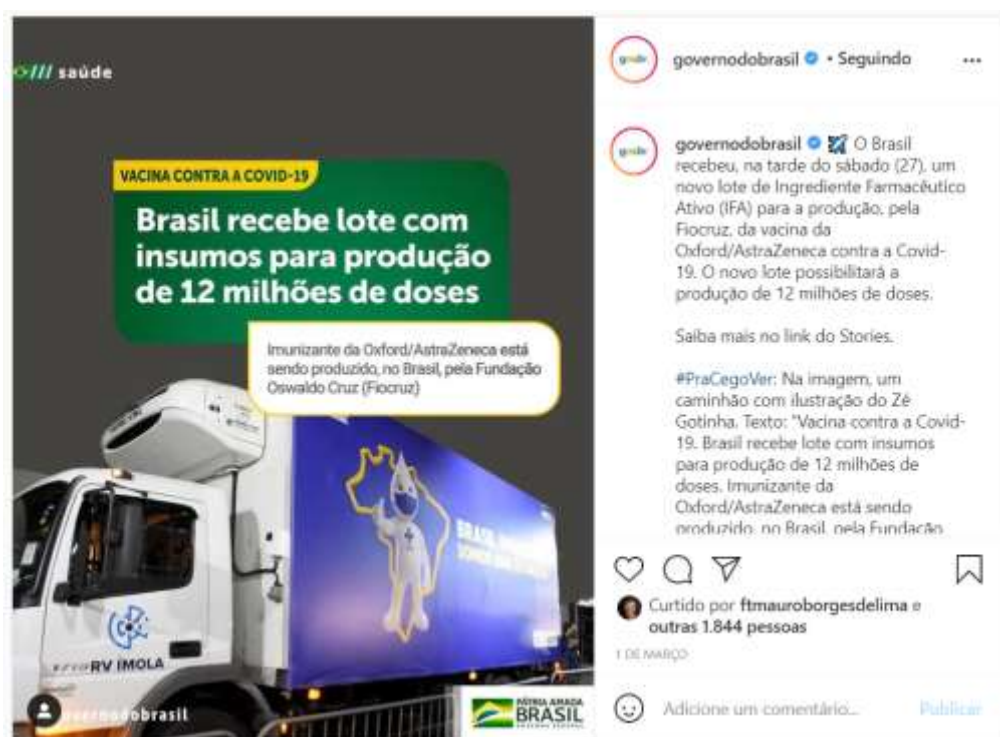 /// saúde
VACINA CONTRA A COVID-19
Brasil recebe lote com
insumos para produção
de 12 milhões de doses
Imunizante da Oxford/AstraZeneca está
sendo produzido, no Brasil, pela Fundação
Oswaldo Cruz (Fiocruz)
BRASIL
RV IMOLA
governodobrasil
PÁTRIA AMADA
BRASIL
governodobrasil • Seguindo
governodobrasil O Brasil
recebeu, na tarde do sábado (27), um
novo lote de Ingrediente Farmacêutico
Ativo (IFA) para a produção, pela
Fiocruz, da vacina da
Oxford/AstraZeneca contra a Covid-
19. O novo lote possibilitará a
produção de 12 milhões de doses.
Saiba mais no link do Stories.
#PraCegoVer: Na imagem, um
caminhão com ilustração do Zé
Gotinha. Texto: "Vacina contra a Covid-
19. Brasil recebe lote com insumos
para produção de 12 milhões de
doses. Imunizante da
Oxford/AstraZeneca está sendo
produzido, no Brasil, pela Fundação
Curtido por ftmauroborgesdelima e
outras 1.844 pessoas
1 DE MARÇO
Adicione um comentário...
Publicar